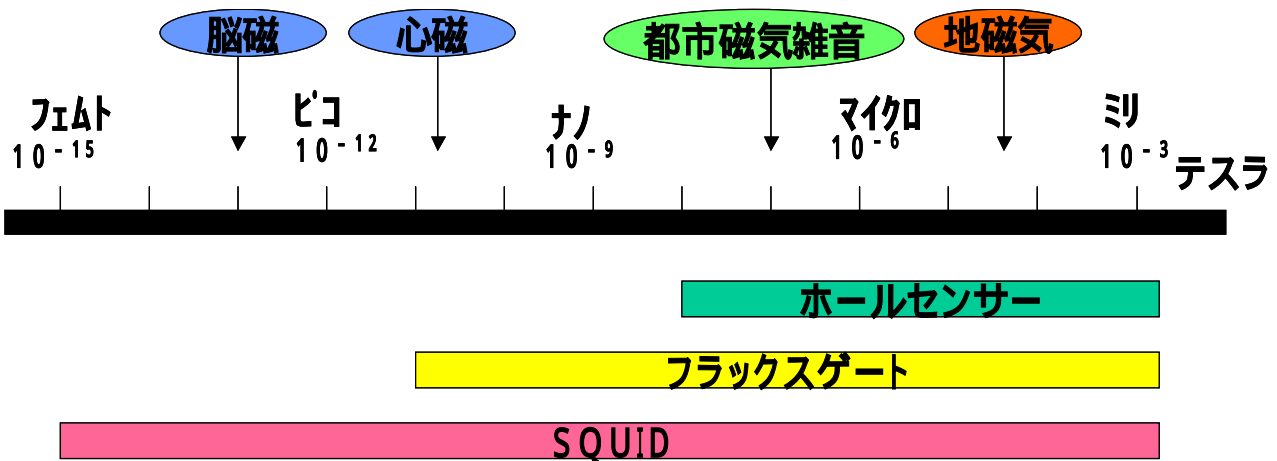 脳磁
心磁
都市磁気雑音
地磁気
フェムト
ピコ
ナノ
マイクロ
ミリ
10⁻¹⁵
10⁻¹²
10⁻⁹
10⁻⁶
10⁻³
テスラ
ホールセンサー
フラックスゲート
SQUID